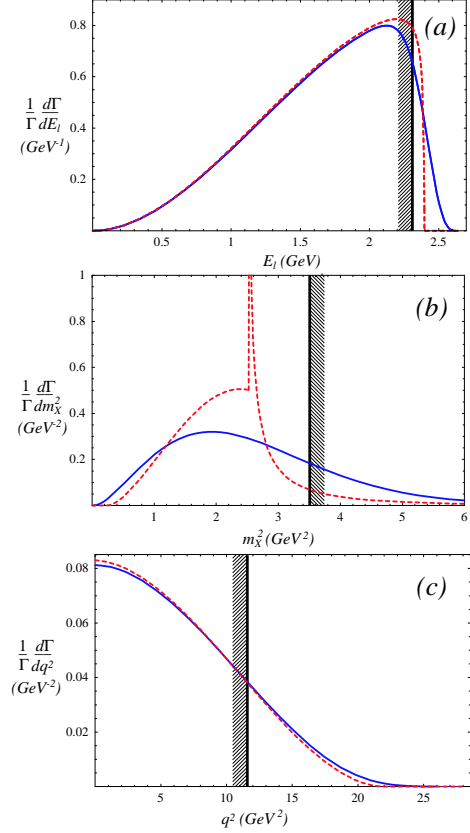 (a)
0.8
0.6
0.4
0.2
1 dΓ
Γ dE_l
(GeV^-1)
0.5 1 1.5 2 2.5
E_l (GeV)
(b)
1
0.8
0.6
0.4
0.2
1 dΓ
Γ dm_X^2
(GeV^-2)
1 2 3 4 5 6
m_X^2 (GeV^2)
(c)
0.08
0.06
0.04
0.02
1 dΓ
Γ dq^2
(GeV^-2)
5 10 15 20 25
q^2 (GeV^2)